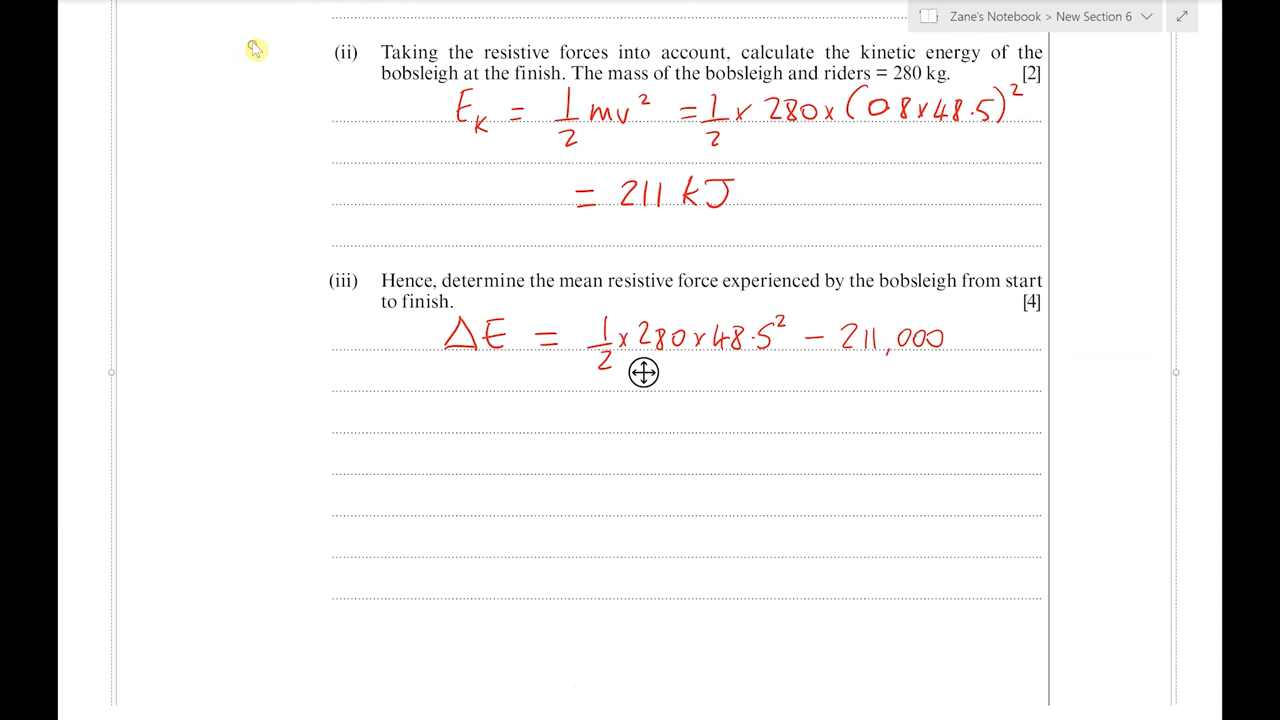 Zane's Notebook > New Section 6
(ii) Taking the resistive forces into account, calculate the kinetic energy of the
bobsleigh at the finish. The mass of the bobsleigh and riders = 280 kg. [2]
E_K = 1/2 mv² = 1/2 × 280 × (0.8 × 48.5)²
= 211 kJ
(iii) Hence, determine the mean resistive force experienced by the bobsleigh from start
to finish. [4]
ΔE = 1/2 × 280 × 48.5² − 211,000